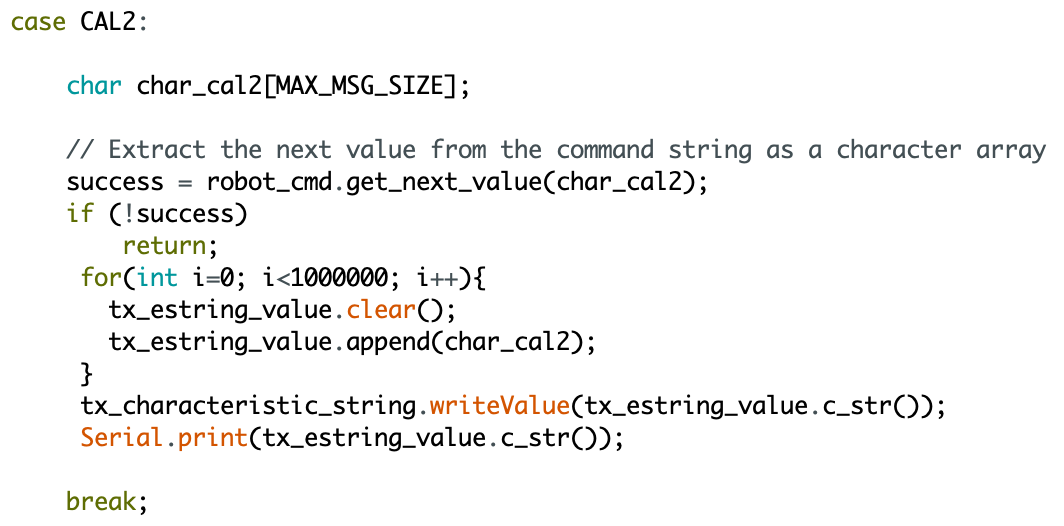 case CAL2:
char char_cal2[MAX_MSG_SIZE];
// Extract the next value from the command string as a character array
success = robot_cmd.get_next_value(char_cal2);
if (!success)
return;
for(int i=0; i<1000000; i++){
tx_estring_value.clear();
tx_estring_value.append(char_cal2);
}
tx_characteristic_string.writeValue(tx_estring_value.c_str());
Serial.print(tx_estring_value.c_str());
break;